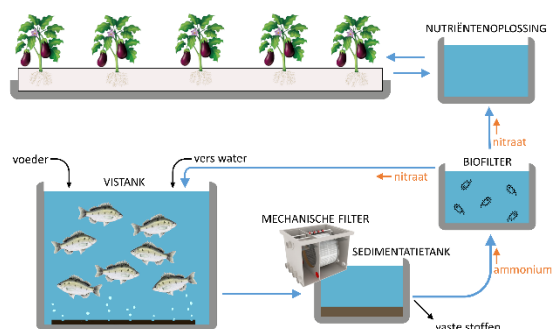 NUTRIËNTENOPLOSSING
nitraat
voeder
vers water
BIOFILTER
VISTANK
nitraat
MECHANISCHE FILTER
SEDIMENTATIETANK
ammonium
vaste stoffen